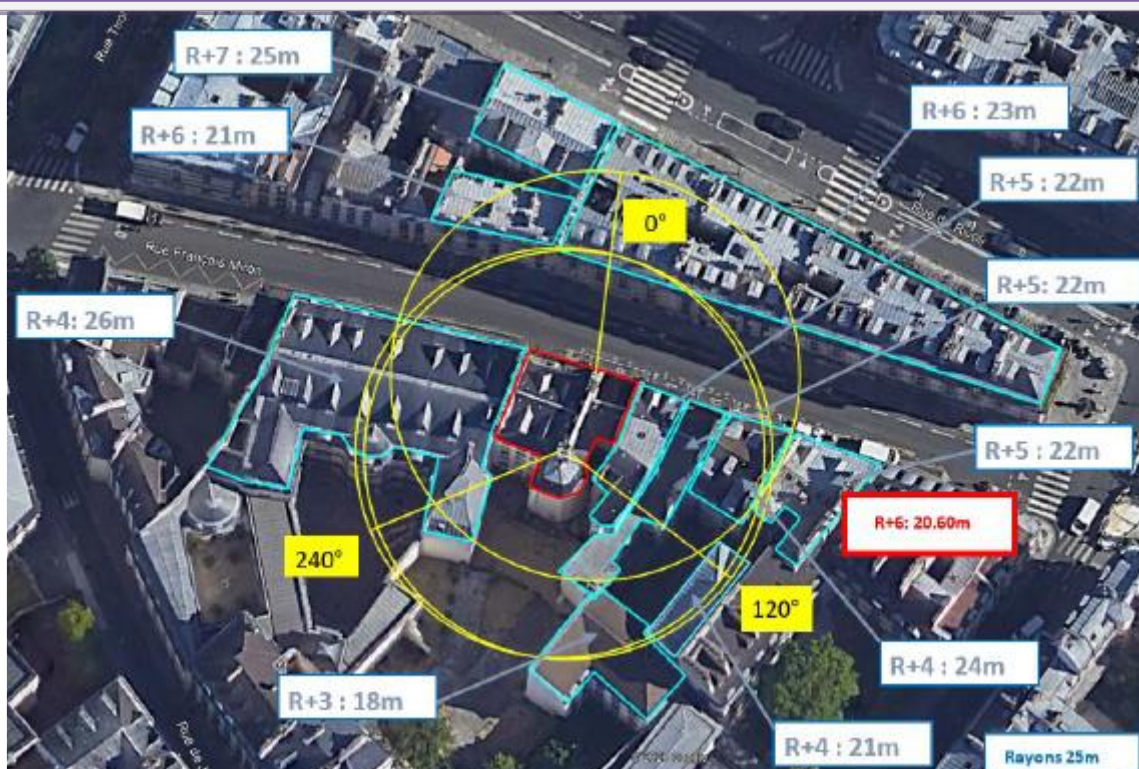 R+7 : 25m
R+6 : 21m
R+6 : 23m
R+5 : 22m
0°
Rue François Miron
R+5: 22m
R+4: 26m
R+5 : 22m
R+6: 20.60m
240°
120°
R+4 : 24m
R+3 : 18m
R+4 : 21m
Rayons 25m